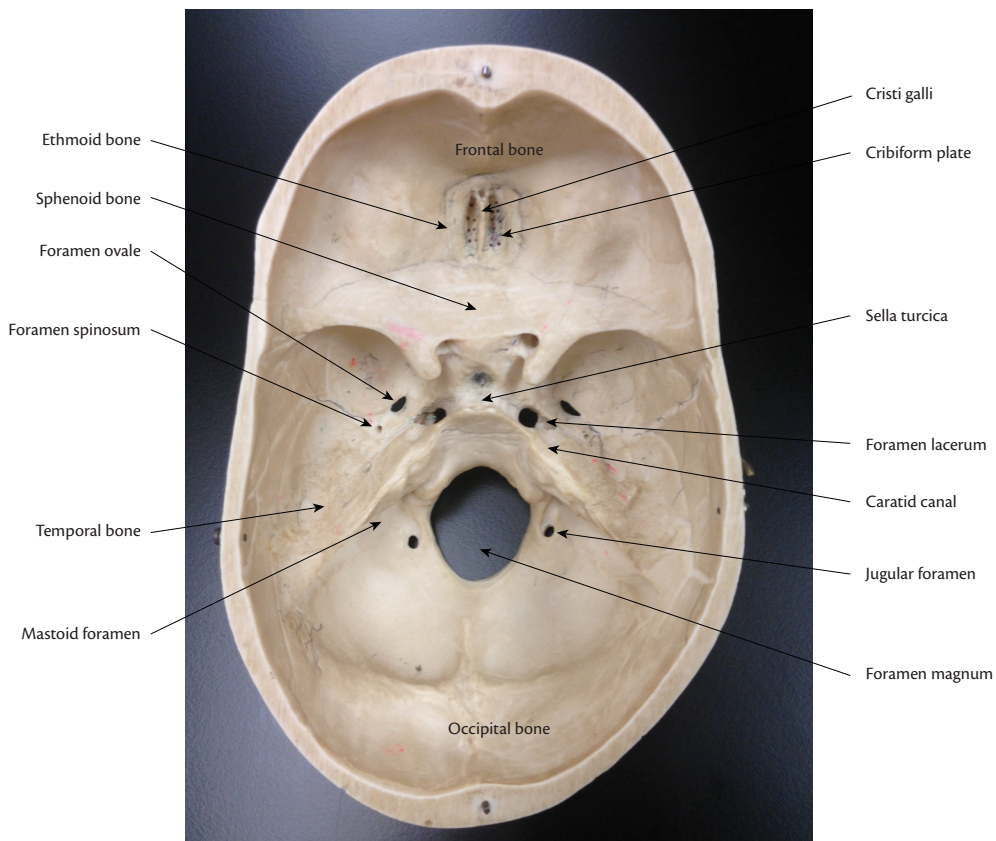 Cristi galli
Ethmoid bone
Frontal bone
Cribiform plate
Sphenoid bone
Foramen ovale
Sella turcica
Foramen spinosum
Foramen lacerum
Caratid canal
Temporal bone
Jugular foramen
Mastoid foramen
Foramen magnum
Occipital bone